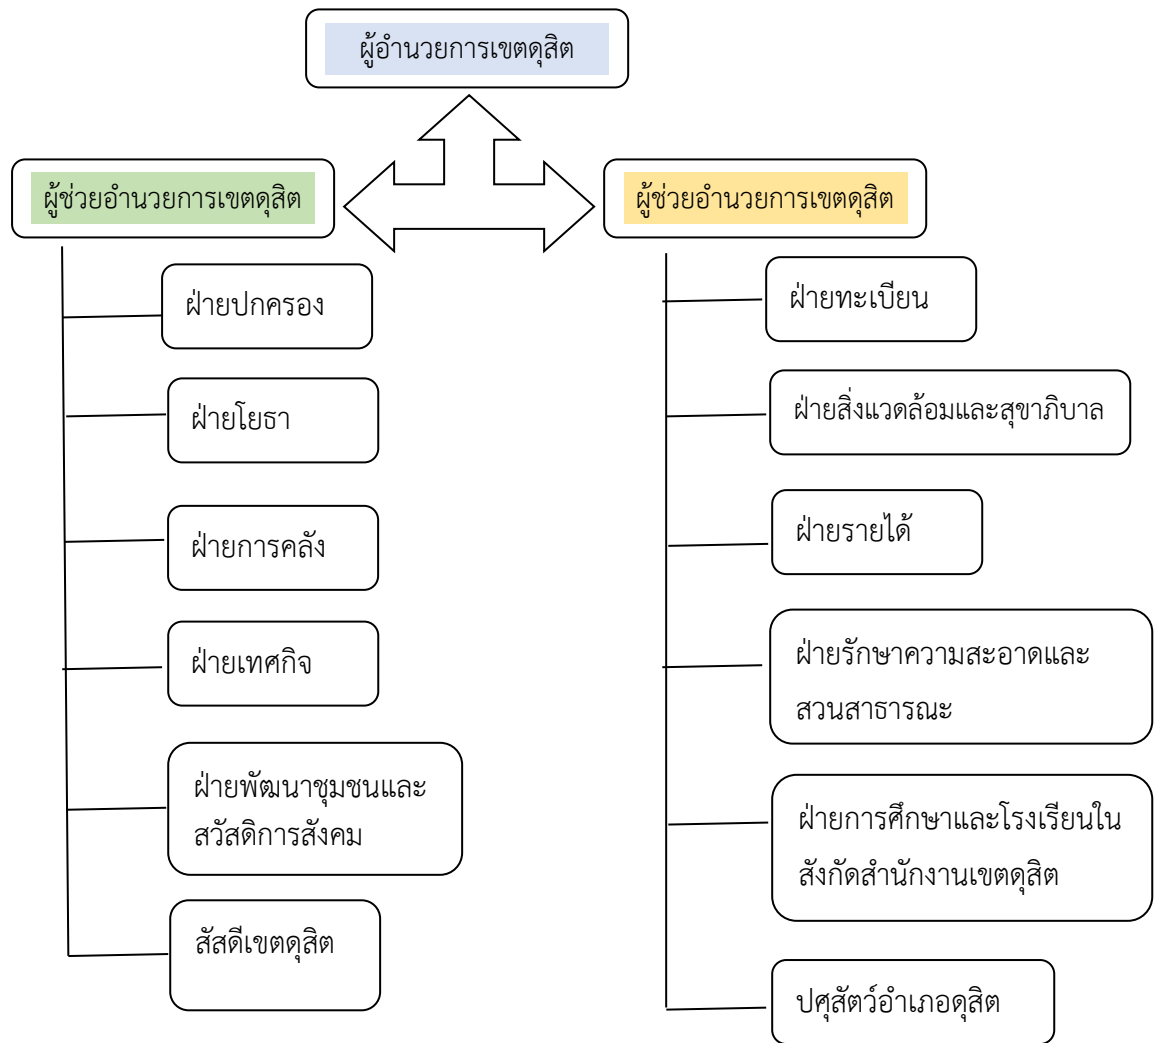 ผู้อำนวยการเขตดุสิต
ผู้ช่วยอำนวยการเขตดุสิต
ฝ่ายปกครอง
ฝ่ายโยธา
ฝ่ายการคลัง
ฝ่ายเทศกิจ
ฝ่ายพัฒนาชุมชนและ
สวัสดิการสังคม
สัสดีเขตดุสิต
ผู้ช่วยอำนวยการเขตดุสิต
ฝ่ายทะเบียน
ฝ่ายสิ่งแวดล้อมและสุขาภิบาล
ฝ่ายรายได้
ฝ่ายรักษาความสะอาดและ
สวนสาธารณะ
ฝ่ายการศึกษาและโรงเรียนใน
สังกัดสำนักงานเขตดุสิต
ปศุสัตว์อำเภอดุสิต